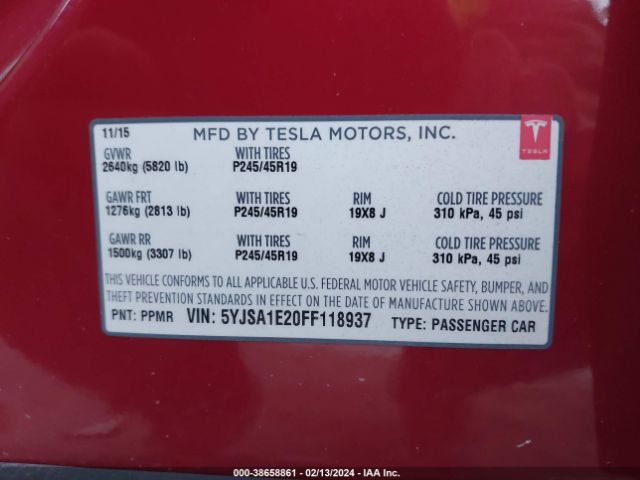 11/15 MFD BY TESLA MOTORS, INC.
TESLA
GVWR WITH TIRES
2640kg (5820 lb) P245/45R19
GAWR FRT WITH TIRES RIM COLD TIRE PRESSURE
1276kg (2813 lb) P245/45R19 19X8 J 310 kPa, 45 psi
GAWR RR WITH TIRES RIM COLD TIRE PRESSURE
1500kg (3307 lb) P245/45R19 19X8 J 310 kPa, 45 psi
THIS VEHICLE CONFORMS TO ALL APPLICABLE U.S. FEDERAL MOTOR VEHICLE SAFETY, BUMPER, AND
THEFT PREVENTION STANDARDS IN EFFECT ON THE DATE OF MANUFACTURE SHOWN ABOVE.
PNT: PPMR VIN: 5YJSA1E20FF118937 TYPE: PASSENGER CAR
000-38658861 - 02/13/2024 - IAAI.COM